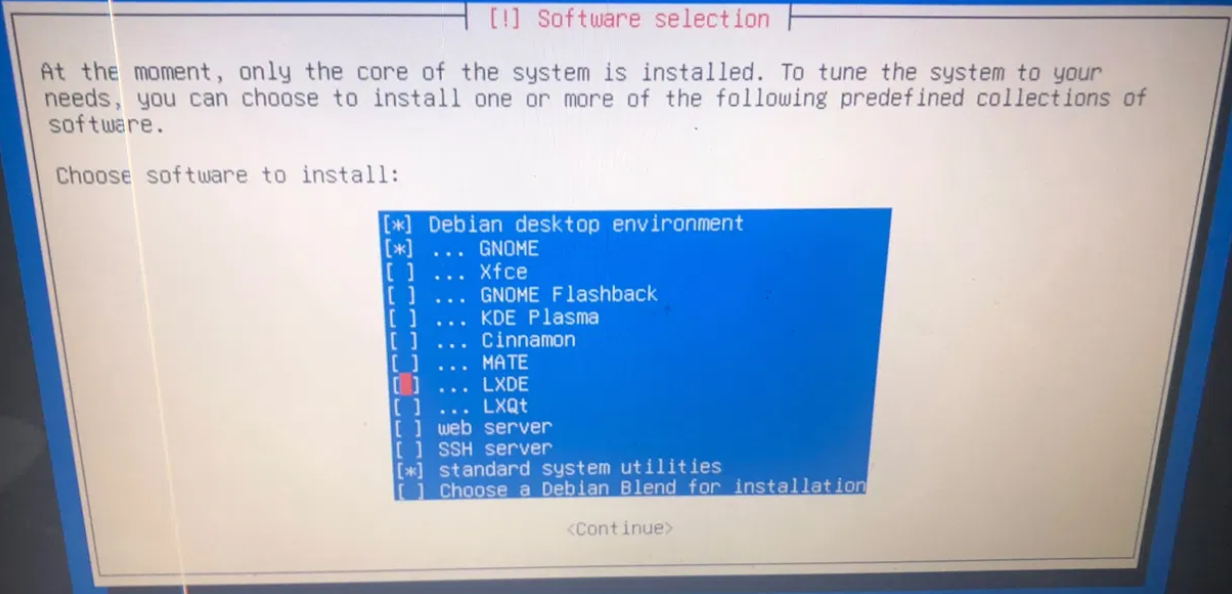 [!] Software selection
At the moment, only the core of the system is installed. To tune the system to your
needs, you can choose to install one or more of the following predefined collections of
software.
Choose software to install:
[*] Debian desktop environment
[*] ... GNOME
[ ] ... Xfce
[ ] ... GNOME Flashback
[ ] ... KDE Plasma
[ ] ... Cinnamon
[ ] ... MATE
[ ] ... LXDE
[ ] ... LXQt
[ ] web server
[ ] SSH server
[*] standard system utilities
[ ] Choose a Debian Blend for installation
<Continue>